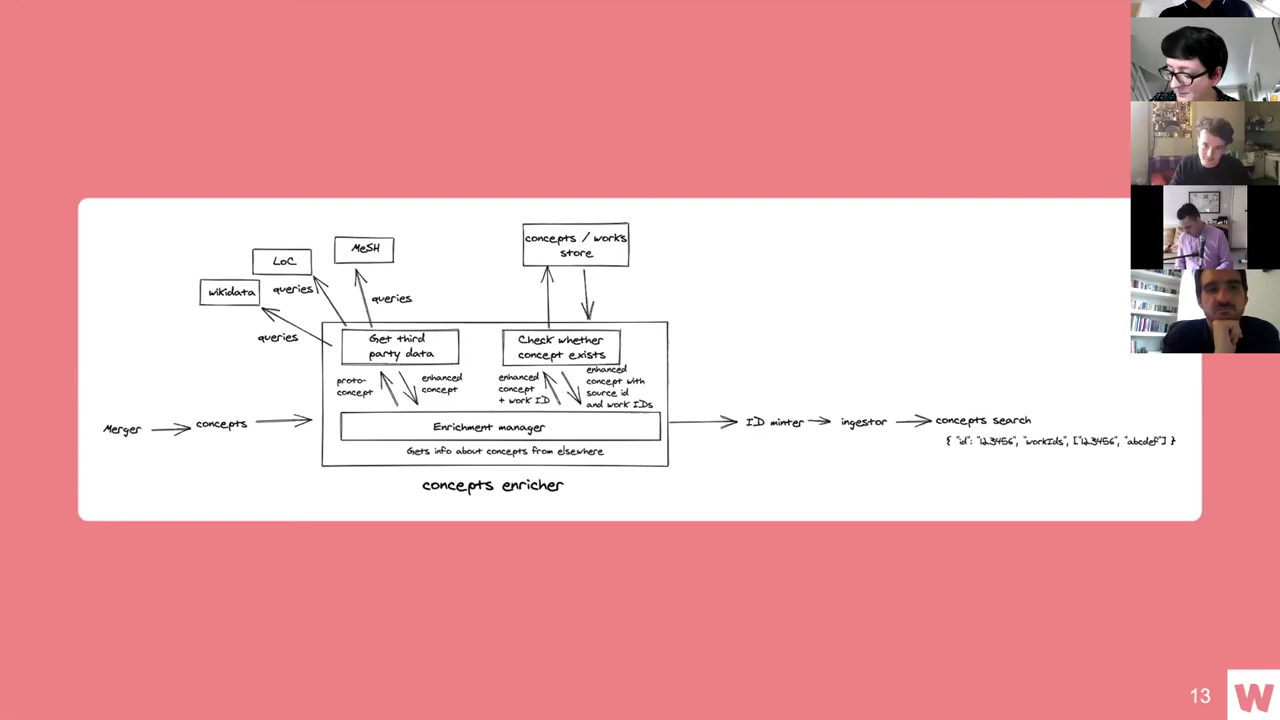 MeSH
LoC
wikidata
queries
queries
queries
concepts / works
store
Get third
party data
Check whether
concept exists
proto-
concept
enhanced
concept
enhanced
concept
+ work ID
enhanced
concept with
source id
and work IDs
Merger
concepts
Enrichment manager
Gets info about concepts from elsewhere
concepts enricher
ID minter
ingestor
concepts search
{ "id": "123456", "workIds", ["123456", "abcdef"] }
13
W